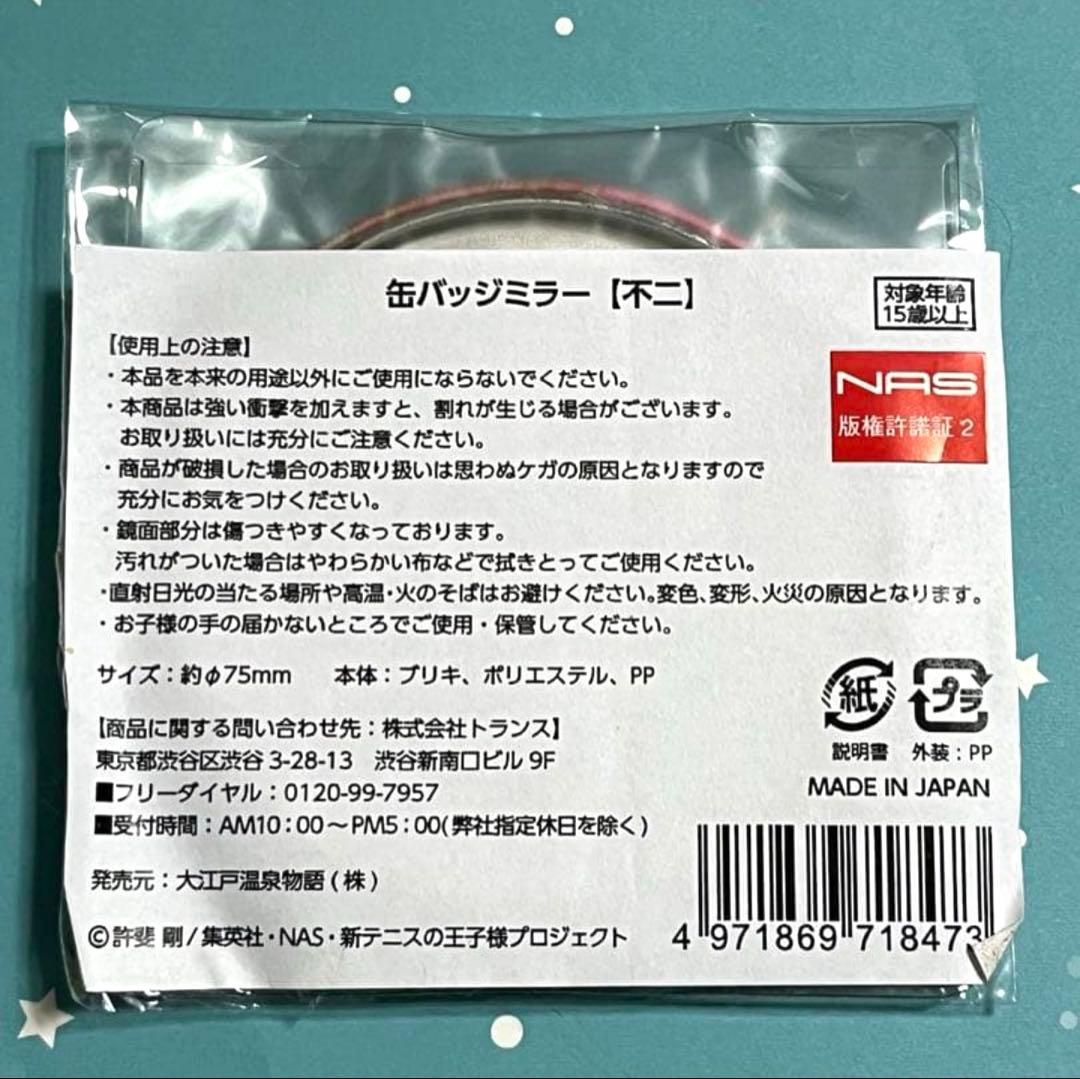 缶バッジミラー【不二】
対象年齢
15歳以上
NAS
版権許諾証2
【使用上の注意】
・本品を本来の用途以外にご使用にならないでください。
・本商品は強い衝撃を加えますと、割れが生じる場合がございます。
お取り扱いには充分にご注意ください。
・商品が破損した場合のお取り扱いは思わぬケガの原因となりますので
充分にお気をつけください。
・鏡面部分は傷つきやすくなっております。
汚れがついた場合はやわらかい布などで拭きとってご使用ください。
・直射日光の当たる場所や高温・火のそばはお避けください。変色、変形、火災の原因となります。
・お子様の手の届かないところでご使用・保管してください。
サイズ：約φ75mm　本体：ブリキ、ポリエステル、PP
紙
プラ
説明書　外装：PP
MADE IN JAPAN
【商品に関する問い合わせ先：株式会社トランス】
東京都渋谷区渋谷 3-28-13　渋谷新南口ビル 9F
■フリーダイヤル：0120-99-7957
■受付時間：AM10：00～PM5：00(弊社指定休日を除く)
発売元：大江戸温泉物語(株)
©許斐 剛/集英社・NAS・新テニスの王子様プロジェクト
4 971869 718473